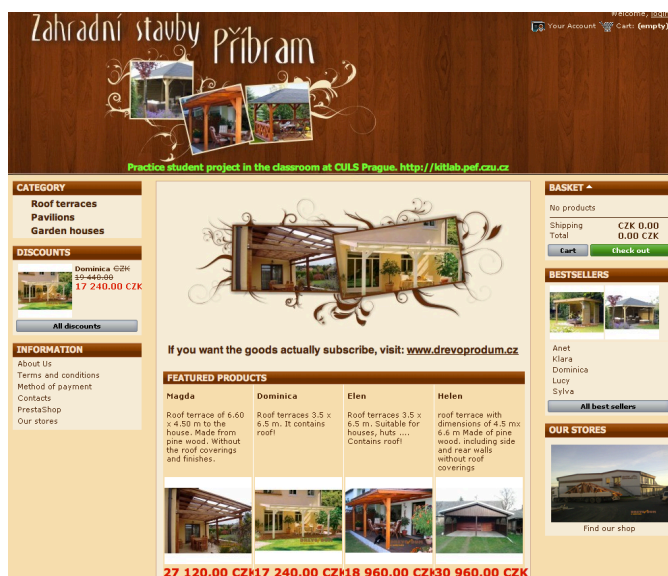 Welcome, login
Your Account Cart: (empty)
Zahradní stavby Příbram
Practice student project in the classroom at CULS Prague. http://kitlab.pef.czu.cz
CATEGORY
Roof terraces
Pavilions
Garden houses
DISCOUNTS
Dominica CZK
19 440.00
17 240.00 CZK
All discounts
INFORMATION
About Us
Terms and conditions
Method of payment
Contacts
PrestaShop
Our stores
If you want the goods actually subscribe, visit: www.drevoprodum.cz
FEATURED PRODUCTS
Magda
Roof terrace of 6.60
x 4.50 m to the
house. Made from
pine wood. Without
the roof coverings
and finishes.
27 120.00 CZK
Dominica
Roof terraces 3.5 x
6.5 m. It contains
roof!
17 240.00 CZK
Elen
Roof terraces 3.5 x
6.5 m. Suitable for
houses, huts ....
Contains roof!
18 960.00 CZK
Helen
roof terrace with
dimensions of 4.5 mx
6.6 m Made of pine
wood. including side
and rear walls
without roof
coverings
30 960.00 CZK
BASKET
No products
Shipping CZK 0.00
Total 0.00 CZK
Cart Check out
BESTSELLERS
Anet
Klara
Dominica
Lucy
Sylva
All best sellers
OUR STORES
Find our shop